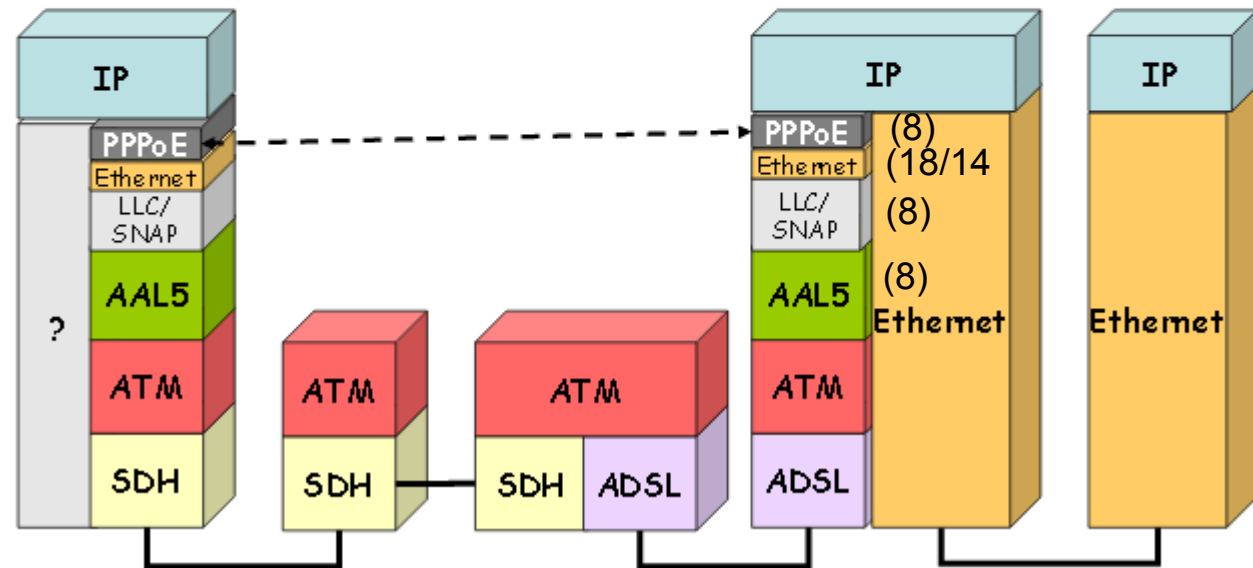 IP
PPPoE
Ethernet
LLC/
SNAP
AAL5
?
ATM
SDH
ATM
SDH
ATM
SDH
ADSL
IP
PPPoE
(8)
Ethernet
(18/14
LLC/
SNAP
(8)
AAL5
(8)
Ethernet
ATM
ADSL
IP
Ethernet